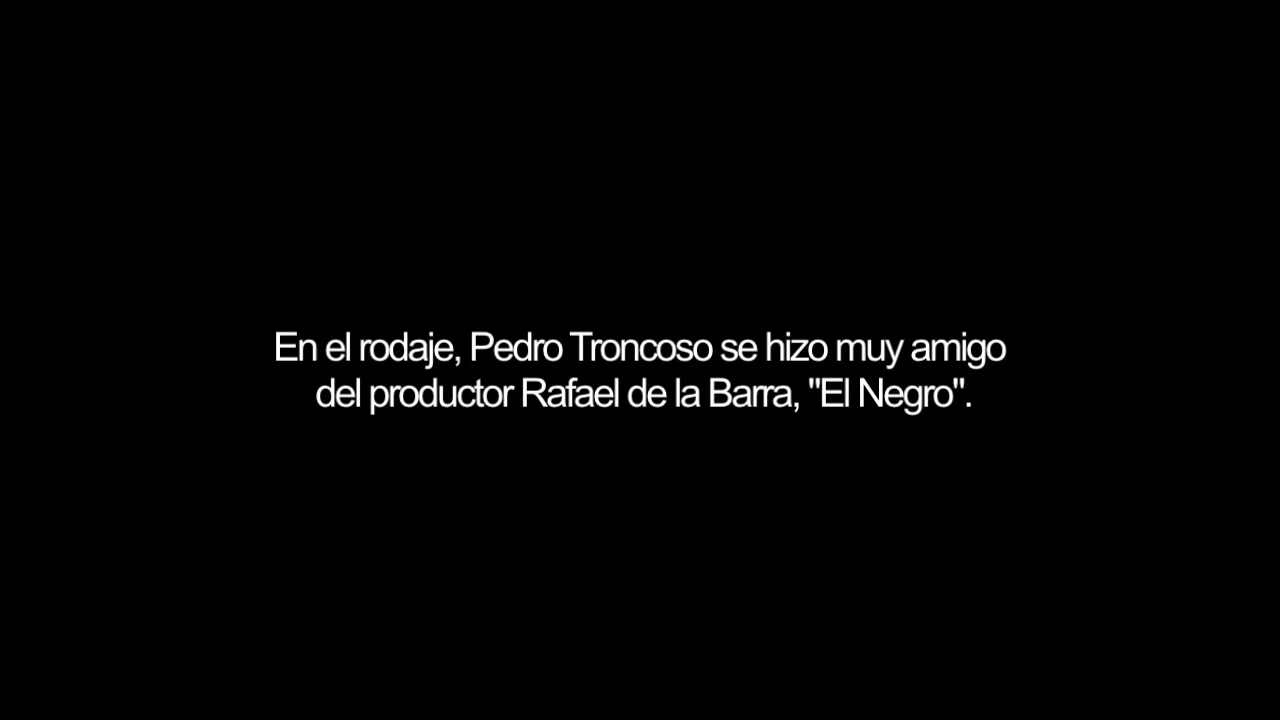 En el rodaje, Pedro Troncoso se hizo muy amigo
del productor Rafael de la Barra, "El Negro".